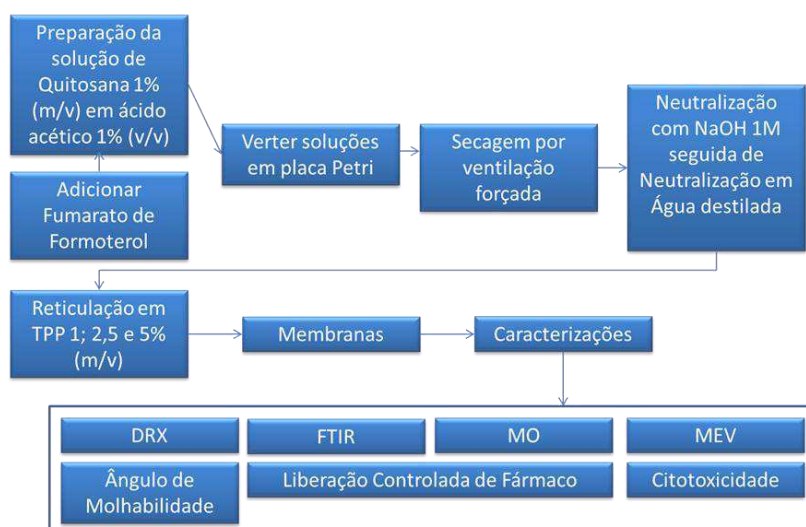 Preparação da
solução de
Quitosana 1%
(m/v) em ácido
acético 1% (v/v)
Adicionar
Fumarato de
Formoterol
Verter soluções
em placa Petri
Secagem por
ventilação
forçada
Neutralização
com NaOH 1M
seguida de
Neutralização em
Água destilada
Reticulação em
TPP 1; 2,5 e 5%
(m/v)
Membranas
Caracterizações
DRX
FTIR
MO
MEV
Ângulo de
Molhabilidade
Liberação Controlada de Fármaco
Citotoxicidade